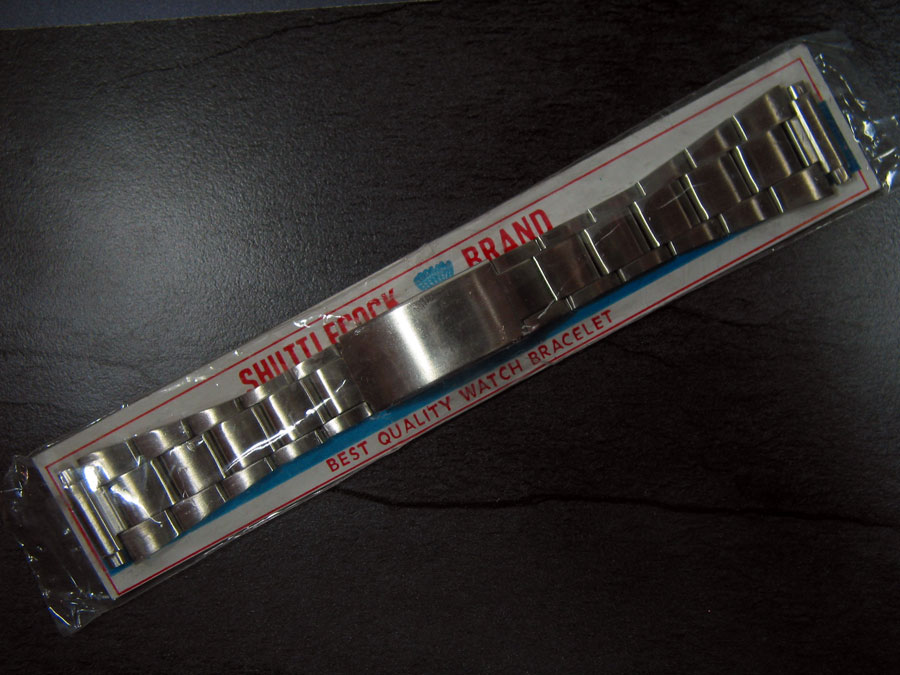 SHUTTLECOCK BRAND
BEST QUALITY WATCH BRACELET